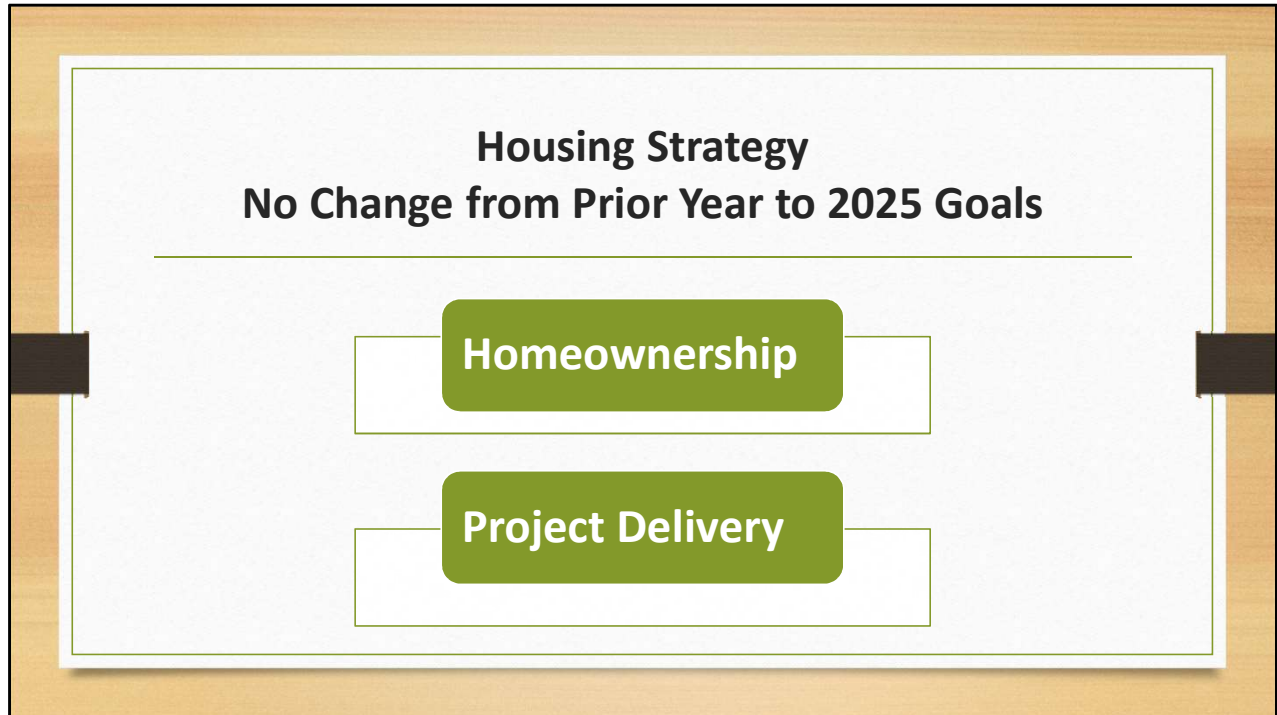 Housing Strategy
No Change from Prior Year to 2025 Goals
Homeownership
Project Delivery